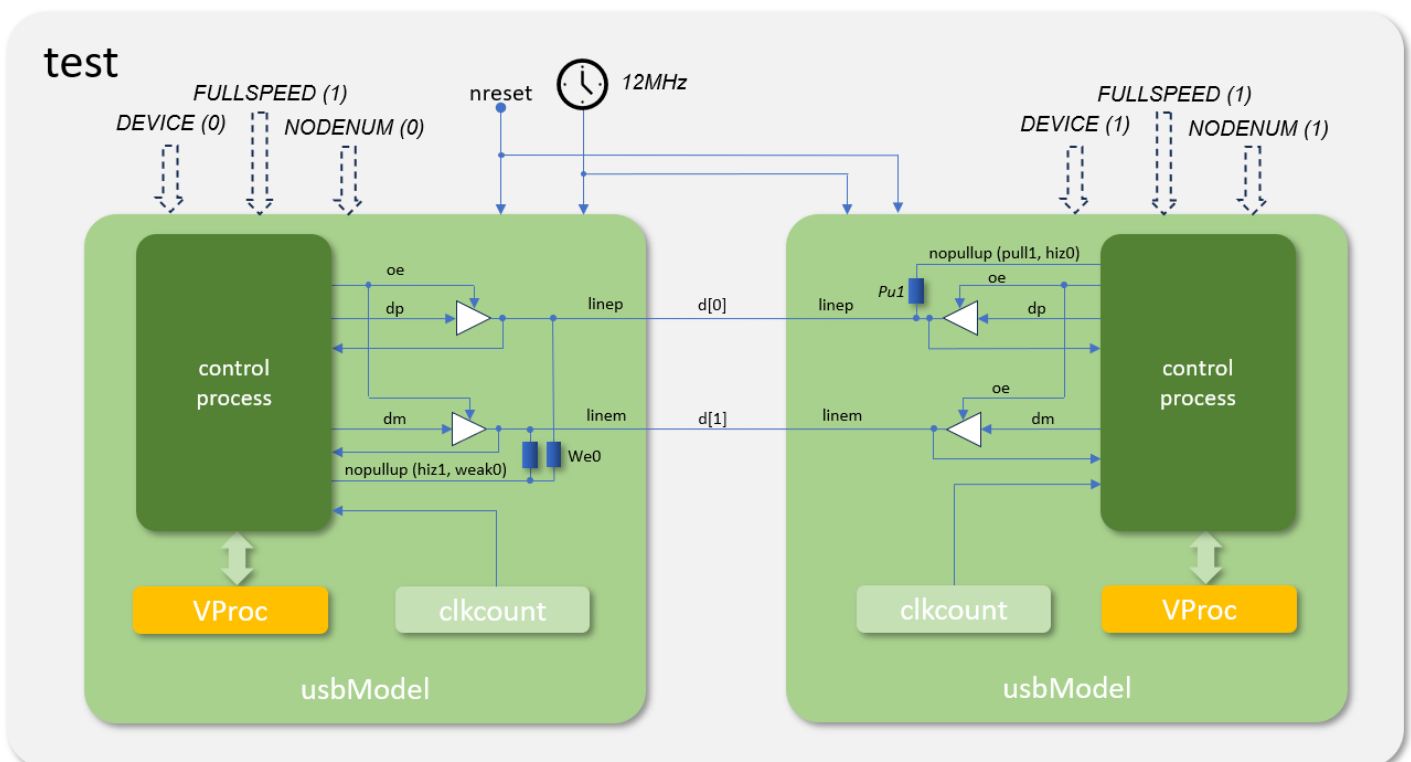 test
FULLSPEED (1)
DEVICE (0)
NODENUM (0)
nreset
12MHz
FULLSPEED (1)
DEVICE (1)
NODENUM (1)
oe
dp
linep
control
process
dm
linem
nopullup (hiz1, weak0)
We0
VProc
clkcount
usbModel
d[0]
d[1]
nopullup (pull1, hiz0)
Pu1
oe
linep
dp
control
process
oe
linem
dm
clkcount
VProc
usbModel